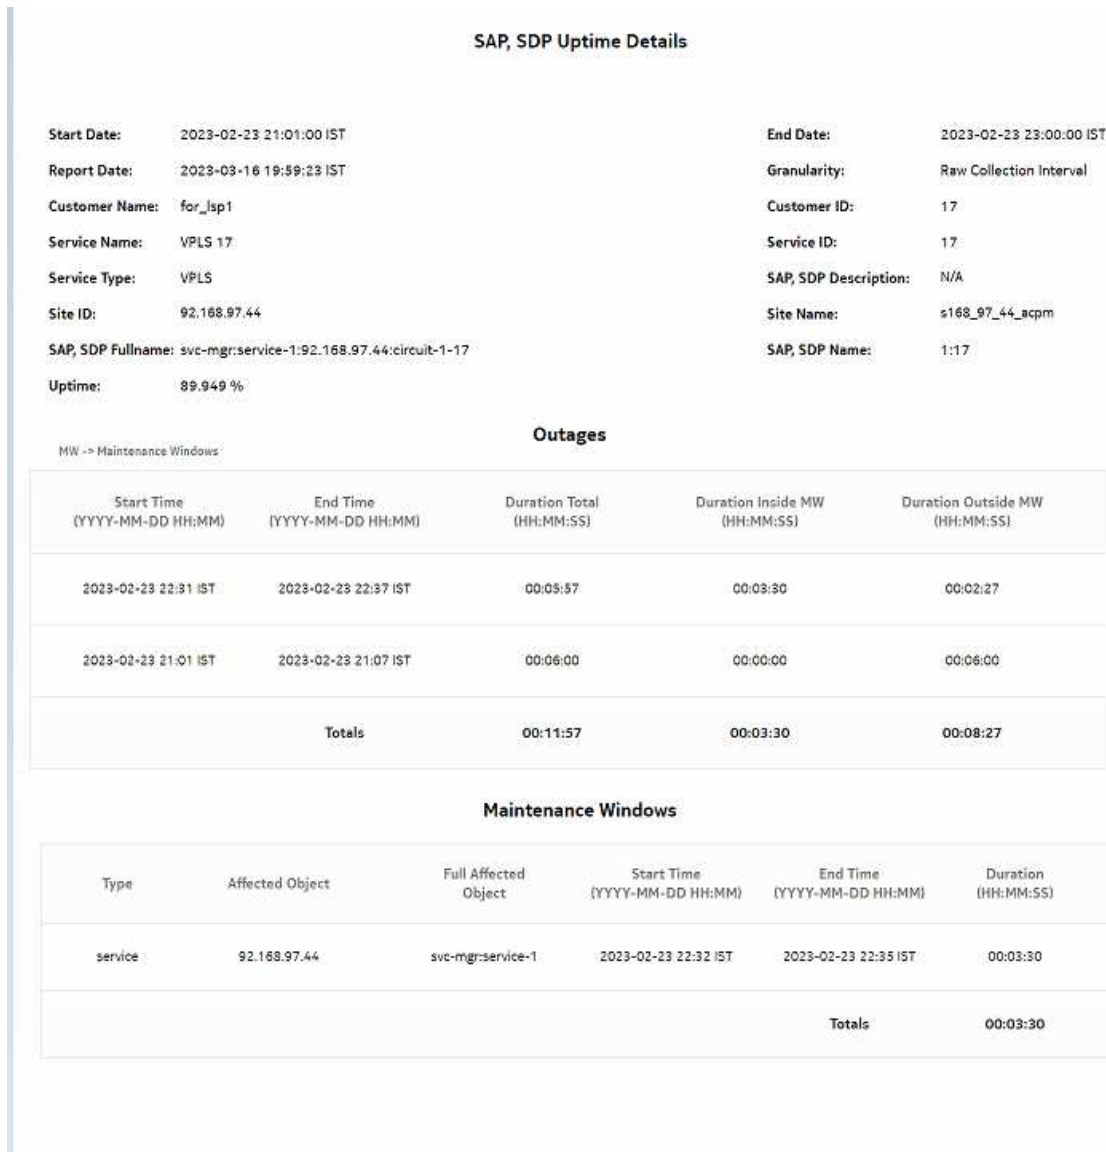 SAP, SDP Uptime Details
Start Date: 2023-02-23 21:01:00 IST End Date: 2023-02-23 23:00:00 IST
Report Date: 2023-03-16 19:59:23 IST Granularity: Raw Collection Interval
Customer Name: for_lsp1 Customer ID: 17
Service Name: VPLS 17 Service ID: 17
Service Type: VPLS SAP, SDP Description: N/A
Site ID: 92.168.97.44 Site Name: s168_97_44_acpm
SAP, SDP Fullname: svc-mgr:service-1:92.168.97.44:circuit-1-17 SAP, SDP Name: 1:17
Uptime: 89.949 %
Outages
MW -> Maintenance Windows
Start Time End Time Duration Total Duration Inside MW Duration Outside MW
(YYYY-MM-DD HH:MM) (YYYY-MM-DD HH:MM) (HH:MM:SS) (HH:MM:SS) (HH:MM:SS)
2023-02-23 22:31 IST 2023-02-23 22:37 IST 00:05:57 00:03:30 00:02:27
2023-02-23 21:01 IST 2023-02-23 21:07 IST 00:06:00 00:00:00 00:06:00
Totals 00:11:57 00:03:30 00:08:27
Maintenance Windows
Type Affected Object Full Affected Object Start Time (YYYY-MM-DD HH:MM) End Time (YYYY-MM-DD HH:MM) Duration (HH:MM:SS)
service 92.168.97.44 svc-mgr:service-1 2023-02-23 22:32 IST 2023-02-23 22:35 IST 00:03:30
Totals 00:03:30